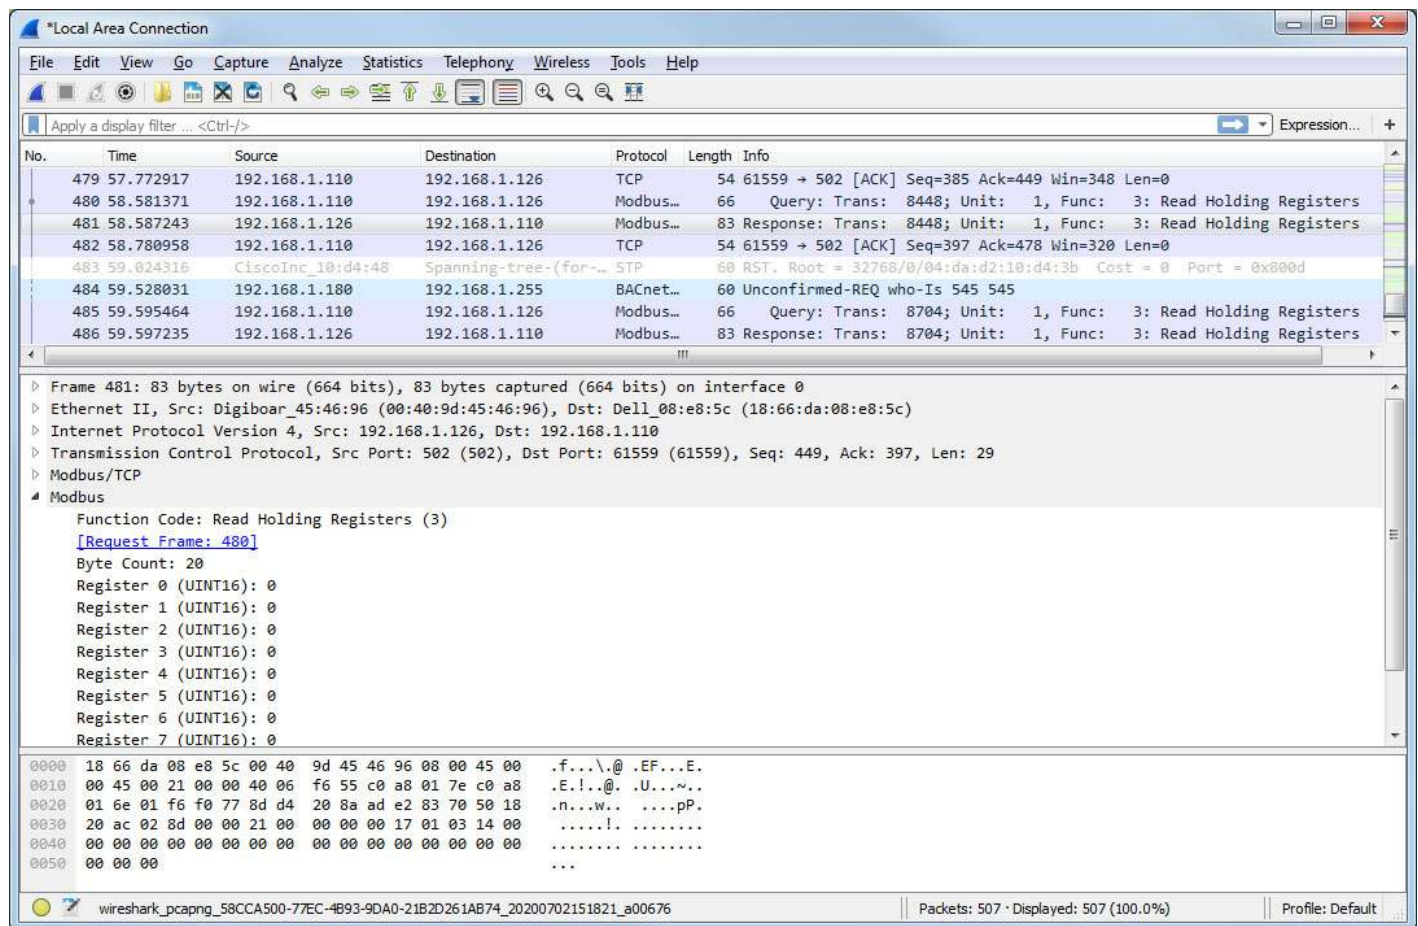 *Local Area Connection
File Edit View Go Capture Analyze Statistics Telephony Wireless Tools Help
Apply a display filter ... <Ctrl-/> Expression... +
No. Time Source Destination Protocol Length Info
479 57.772917 192.168.1.110 192.168.1.126 TCP 54 61559 → 502 [ACK] Seq=385 Ack=449 Win=348 Len=0
480 58.581371 192.168.1.110 192.168.1.126 Modbus… 66 Query: Trans: 8448; Unit: 1, Func: 3: Read Holding Registers
481 58.587243 192.168.1.126 192.168.1.110 Modbus… 83 Response: Trans: 8448; Unit: 1, Func: 3: Read Holding Registers
482 58.780958 192.168.1.110 192.168.1.126 TCP 54 61559 → 502 [ACK] Seq=397 Ack=478 Win=320 Len=0
483 59.024316 CiscoInc_10:d4:48 Spanning-tree-(for-… STP 60 RST. Root = 32768/0/04:da:d2:10:d4:3b Cost = 0 Port = 0x800d
484 59.528031 192.168.1.180 192.168.1.255 BACnet… 60 Unconfirmed-REQ who-Is 545 545
485 59.595464 192.168.1.110 192.168.1.126 Modbus… 66 Query: Trans: 8704; Unit: 1, Func: 3: Read Holding Registers
486 59.597235 192.168.1.126 192.168.1.110 Modbus… 83 Response: Trans: 8704; Unit: 1, Func: 3: Read Holding Registers
Frame 481: 83 bytes on wire (664 bits), 83 bytes captured (664 bits) on interface 0
Ethernet II, Src: Digiboar_45:46:96 (00:40:9d:45:46:96), Dst: Dell_08:e8:5c (18:66:da:08:e8:5c)
Internet Protocol Version 4, Src: 192.168.1.126, Dst: 192.168.1.110
Transmission Control Protocol, Src Port: 502 (502), Dst Port: 61559 (61559), Seq: 449, Ack: 397, Len: 29
Modbus/TCP
Modbus
Function Code: Read Holding Registers (3)
[Request Frame: 480]
Byte Count: 20
Register 0 (UINT16): 0
Register 1 (UINT16): 0
Register 2 (UINT16): 0
Register 3 (UINT16): 0
Register 4 (UINT16): 0
Register 5 (UINT16): 0
Register 6 (UINT16): 0
Register 7 (UINT16): 0
0000 18 66 da 08 e8 5c 00 40 9d 45 46 96 08 00 45 00 .f...\.@ .EF...E.
0010 00 45 00 21 00 00 40 06 f6 55 c0 a8 01 7e c0 a8 .E.!..@. .U...~..
0020 01 6e 01 f6 f0 77 8d d4 20 8a ad e2 83 70 50 18 .n...w.. ....pP.
0030 20 ac 02 8d 00 00 21 00 00 00 00 17 01 03 14 00 .....!. ........
0040 00 00 00 00 00 00 00 00 00 00 00 00 00 00 00 00 ........ ........
0050 00 00 00 ...
wireshark_pcapng_58CCA500-77EC-4B93-9DA0-21B2D261AB74_20200702151821_a00676 Packets: 507 · Displayed: 507 (100.0%) Profile: Default